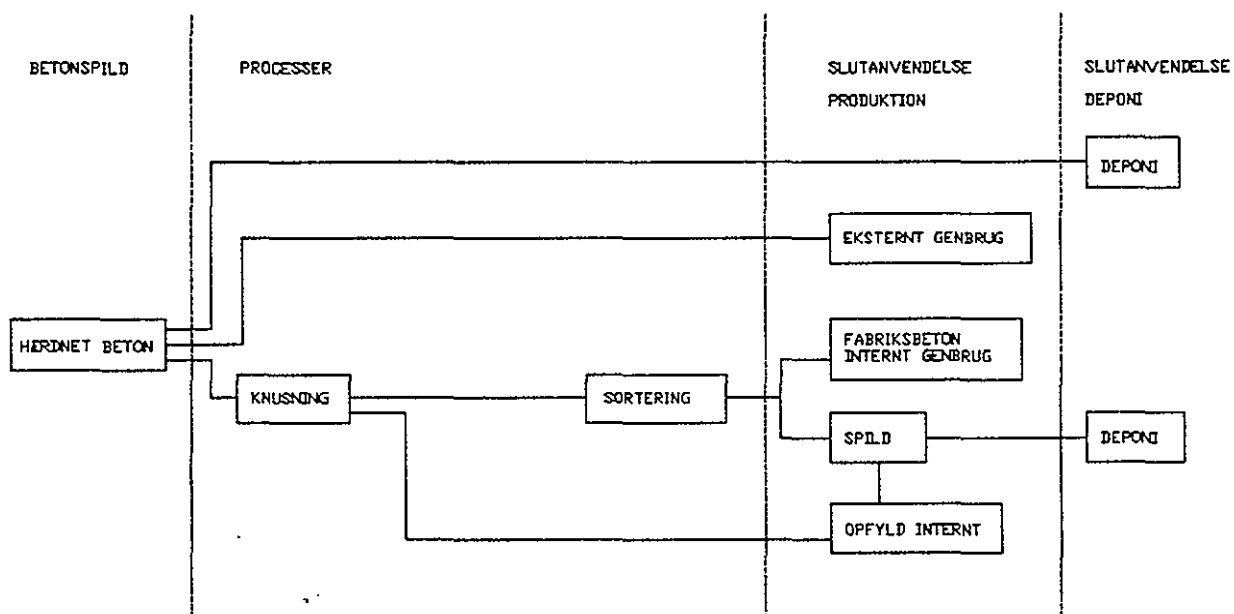 BETONSPILD
PROCESSER
SLUTANVENDELSE
PRODUKTION
SLUTANVENDELSE
DEPONI
DEPONI
EKSTERNT GENBRUG
HÆRDNET BETON
FABRIKSBETON
INTERNT GENBRUG
KNUSNING
SORTERING
SPILD
DEPONI
OPFYLD INTERNT